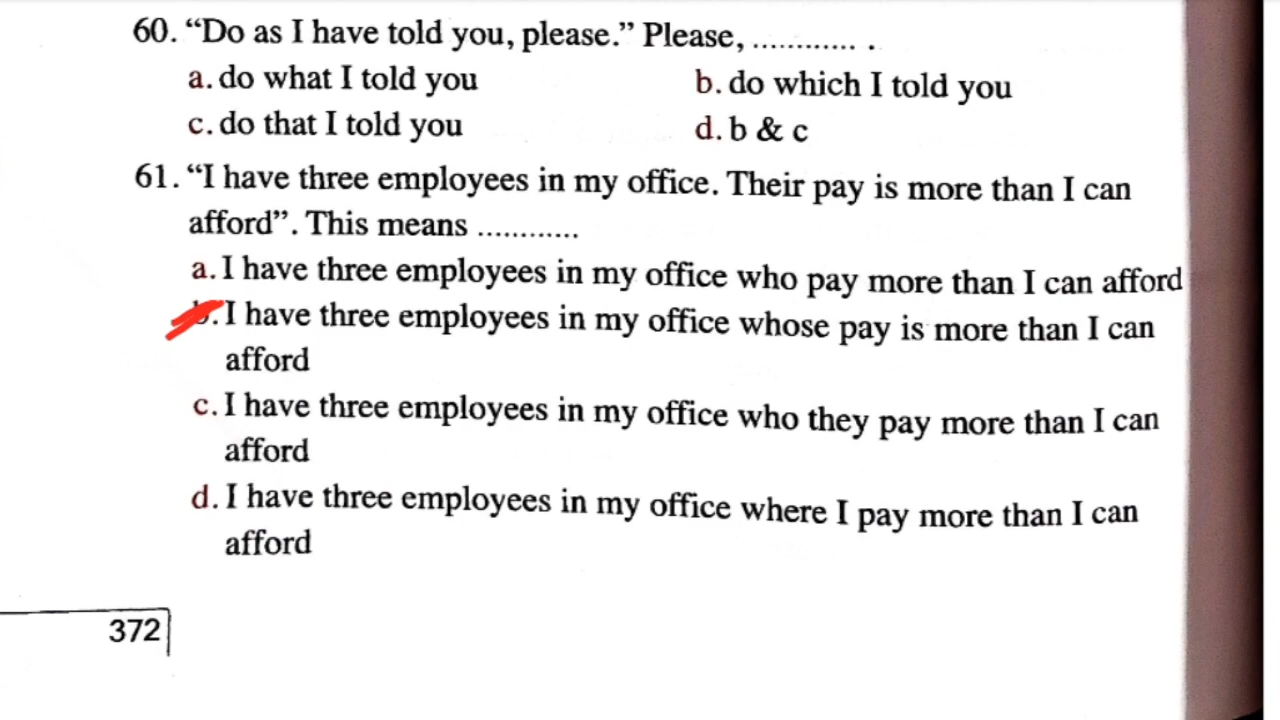 60. “Do as I have told you, please.” Please, ............ .
a. do what I told you b. do which I told you
c. do that I told you d. b & c
61. “I have three employees in my office. Their pay is more than I can
afford”. This means ............
a. I have three employees in my office who pay more than I can afford
I have three employees in my office whose pay is more than I can
afford
c. I have three employees in my office who they pay more than I can
afford
d. I have three employees in my office where I pay more than I can
afford
372